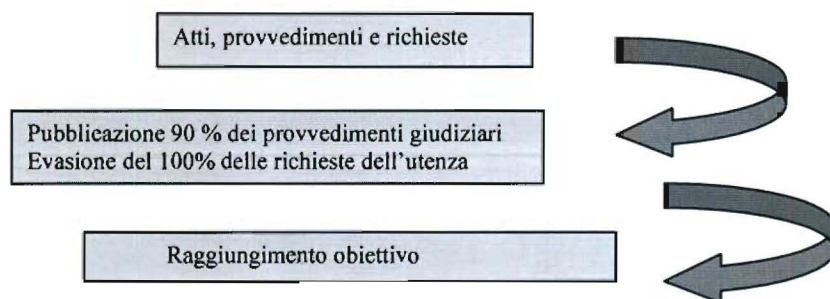 Atti, provvedimenti e richieste
Pubblicazione 90 % dei provvedimenti giudiziari
Evasione del 100% delle richieste dell'utenza
Raggiungimento obiettivo